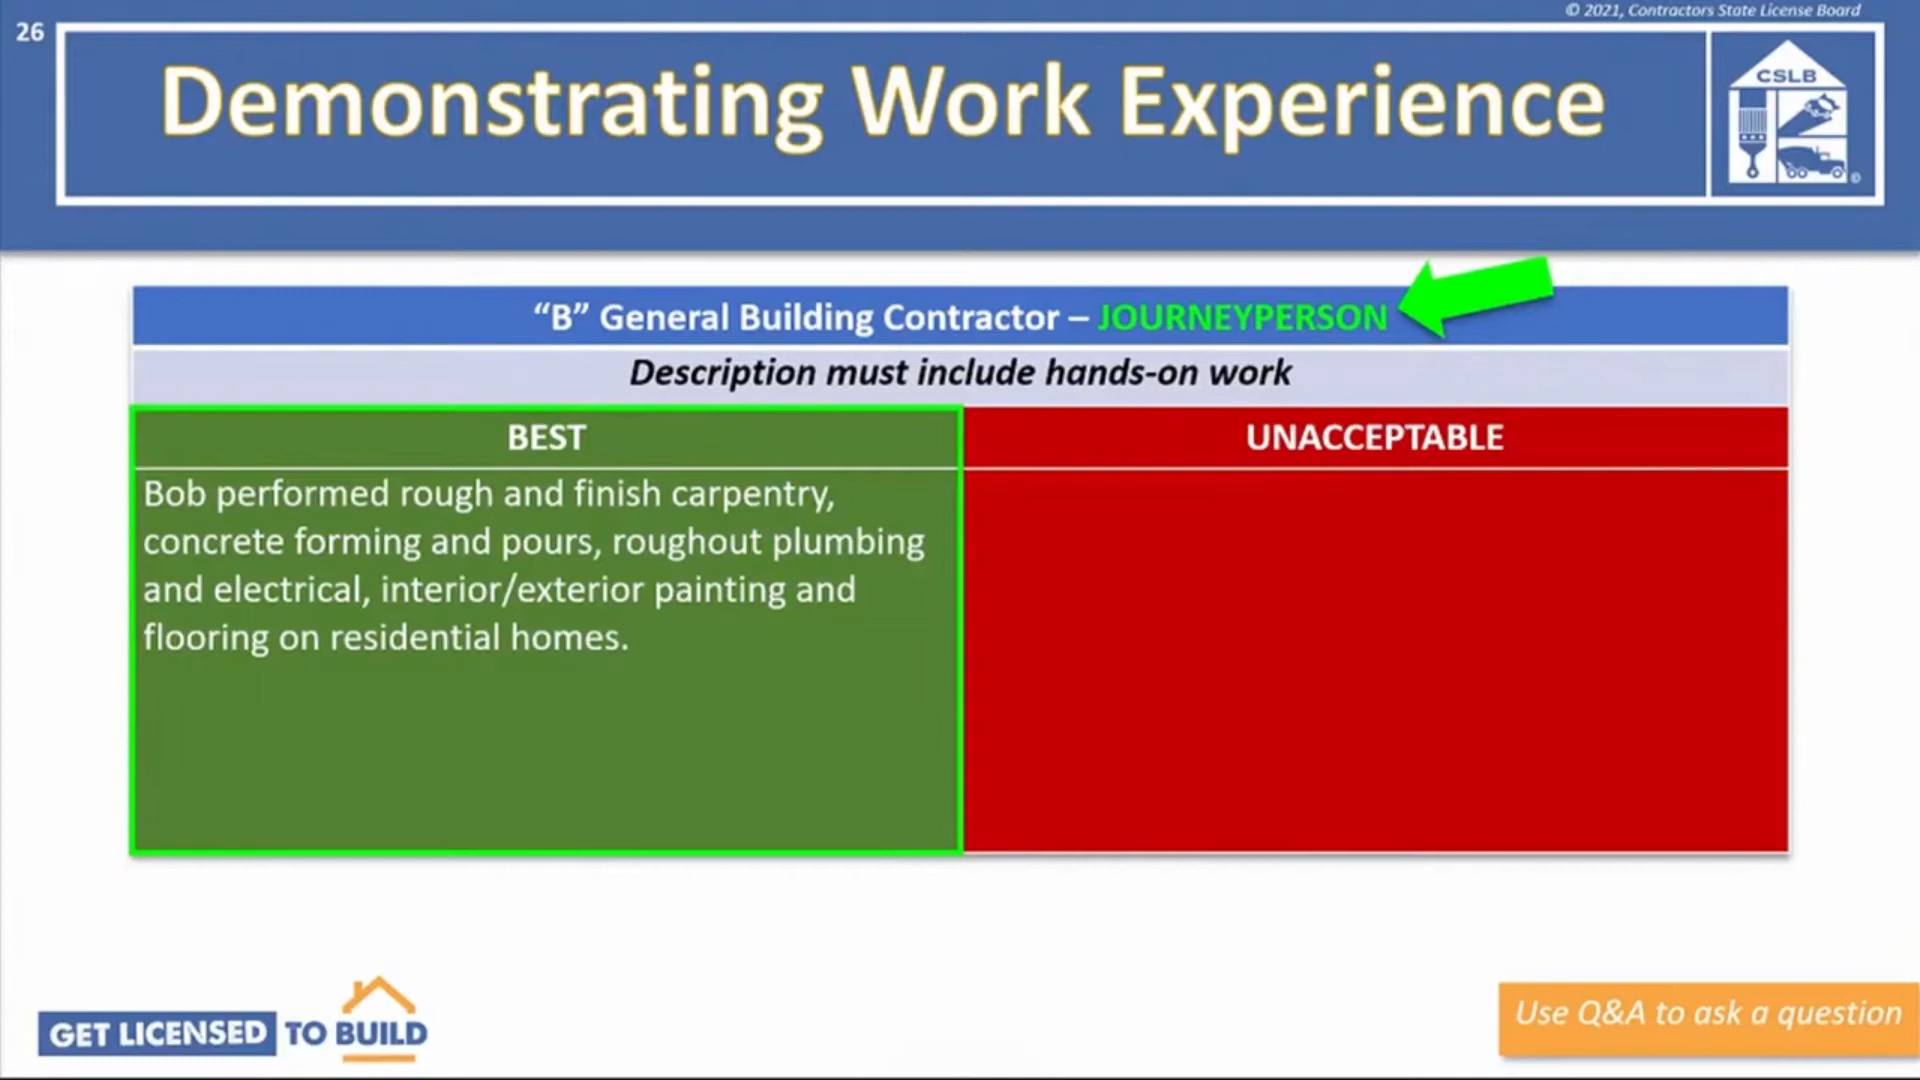 © 2021, Contractors State License Board
26
Demonstrating Work Experience
CSLB
©
“B” General Building Contractor – JOURNEYPERSON
Description must include hands-on work
BEST
UNACCEPTABLE
Bob performed rough and finish carpentry,
concrete forming and pours, roughout plumbing
and electrical, interior/exterior painting and
flooring on residential homes.
GET LICENSED TO BUILD
Use Q&A to ask a question